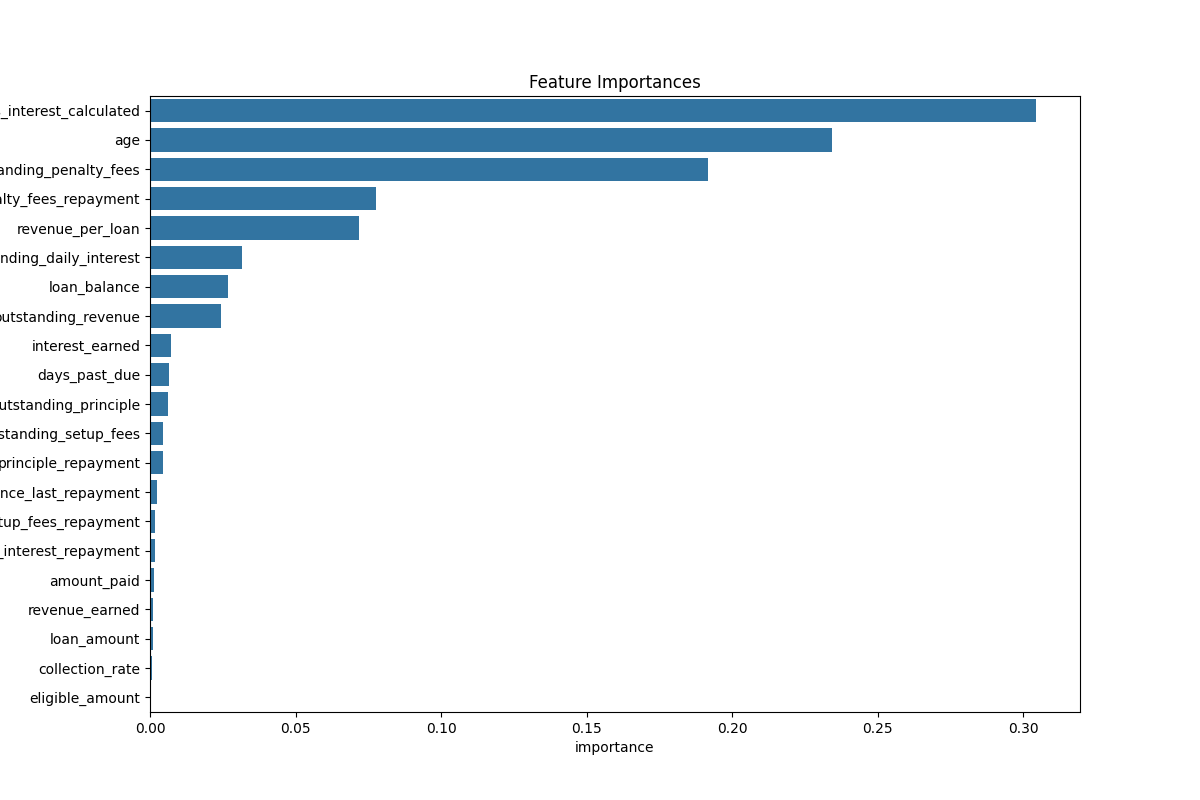 Feature Importances
_interest_calculated
age
anding_penalty_fees
alty_fees_repayment
revenue_per_loan
nding_daily_interest
loan_balance
outstanding_revenue
interest_earned
days_past_due
utstanding_principle
standing_setup_fees
principle_repayment
nce_last_repayment
tup_fees_repayment
_interest_repayment
amount_paid
revenue_earned
loan_amount
collection_rate
eligible_amount
0.00 0.05 0.10 0.15 0.20 0.25 0.30
importance